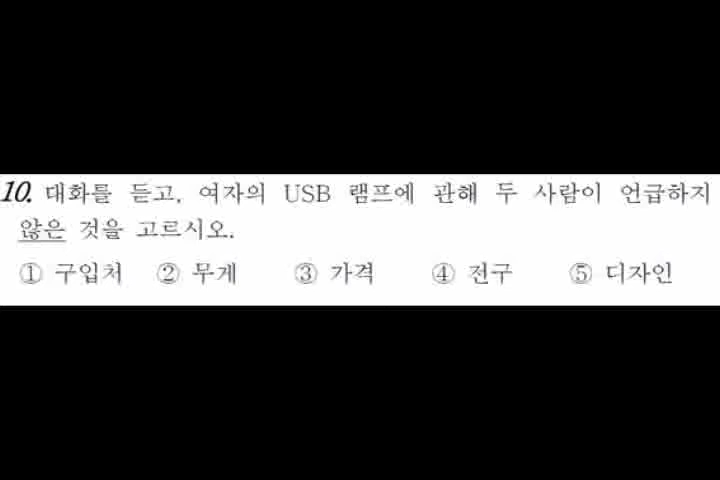 10. 대화를 듣고, 여자의 USB 램프에 관해 두 사람이 언급하지
않은 것을 고르시오.
① 구입처 ② 무게 ③ 가격 ④ 전구 ⑤ 디자인